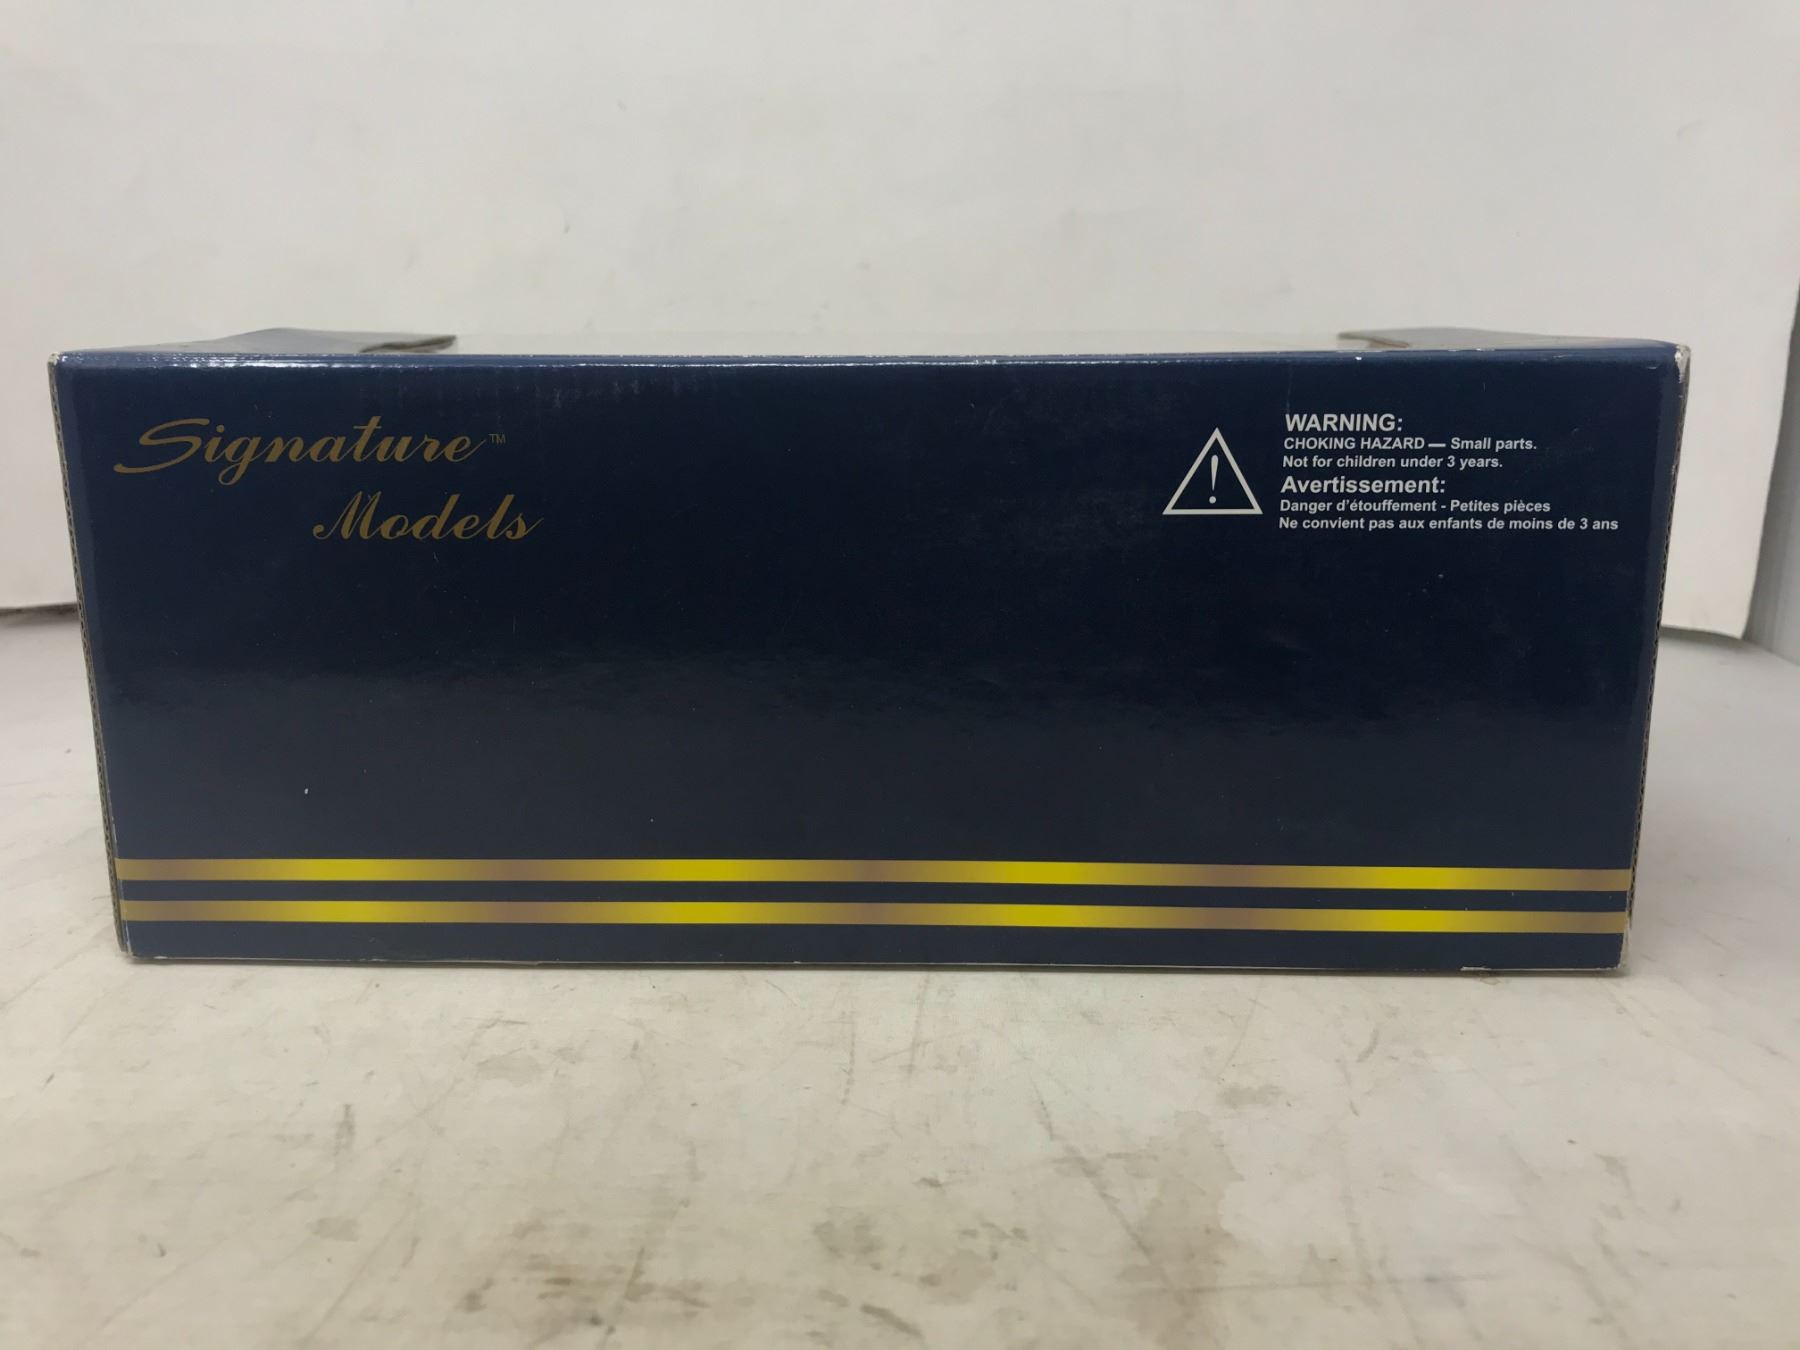 Signature™
Models
WARNING:
CHOKING HAZARD — Small parts.
Not for children under 3 years.
Avertissement:
Danger d'étouffement - Petites pièces
Ne convient pas aux enfants de moins de 3 ans